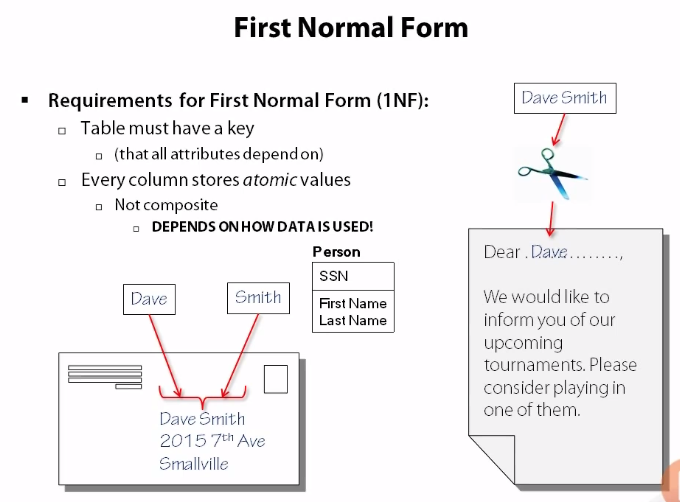 First Normal Form
Requirements for First Normal Form (1NF):
Table must have a key
(that all attributes depend on)
Every column stores atomic values
Not composite
DEPENDS ON HOW DATA IS USED!
Person
SSN
First Name
Last Name
Dave
Smith
Dave Smith
2015 7th Ave
Smallville
Dave Smith
Dear .Dave........,
We would like to
inform you of our
upcoming
tournaments. Please
consider playing in
one of them.